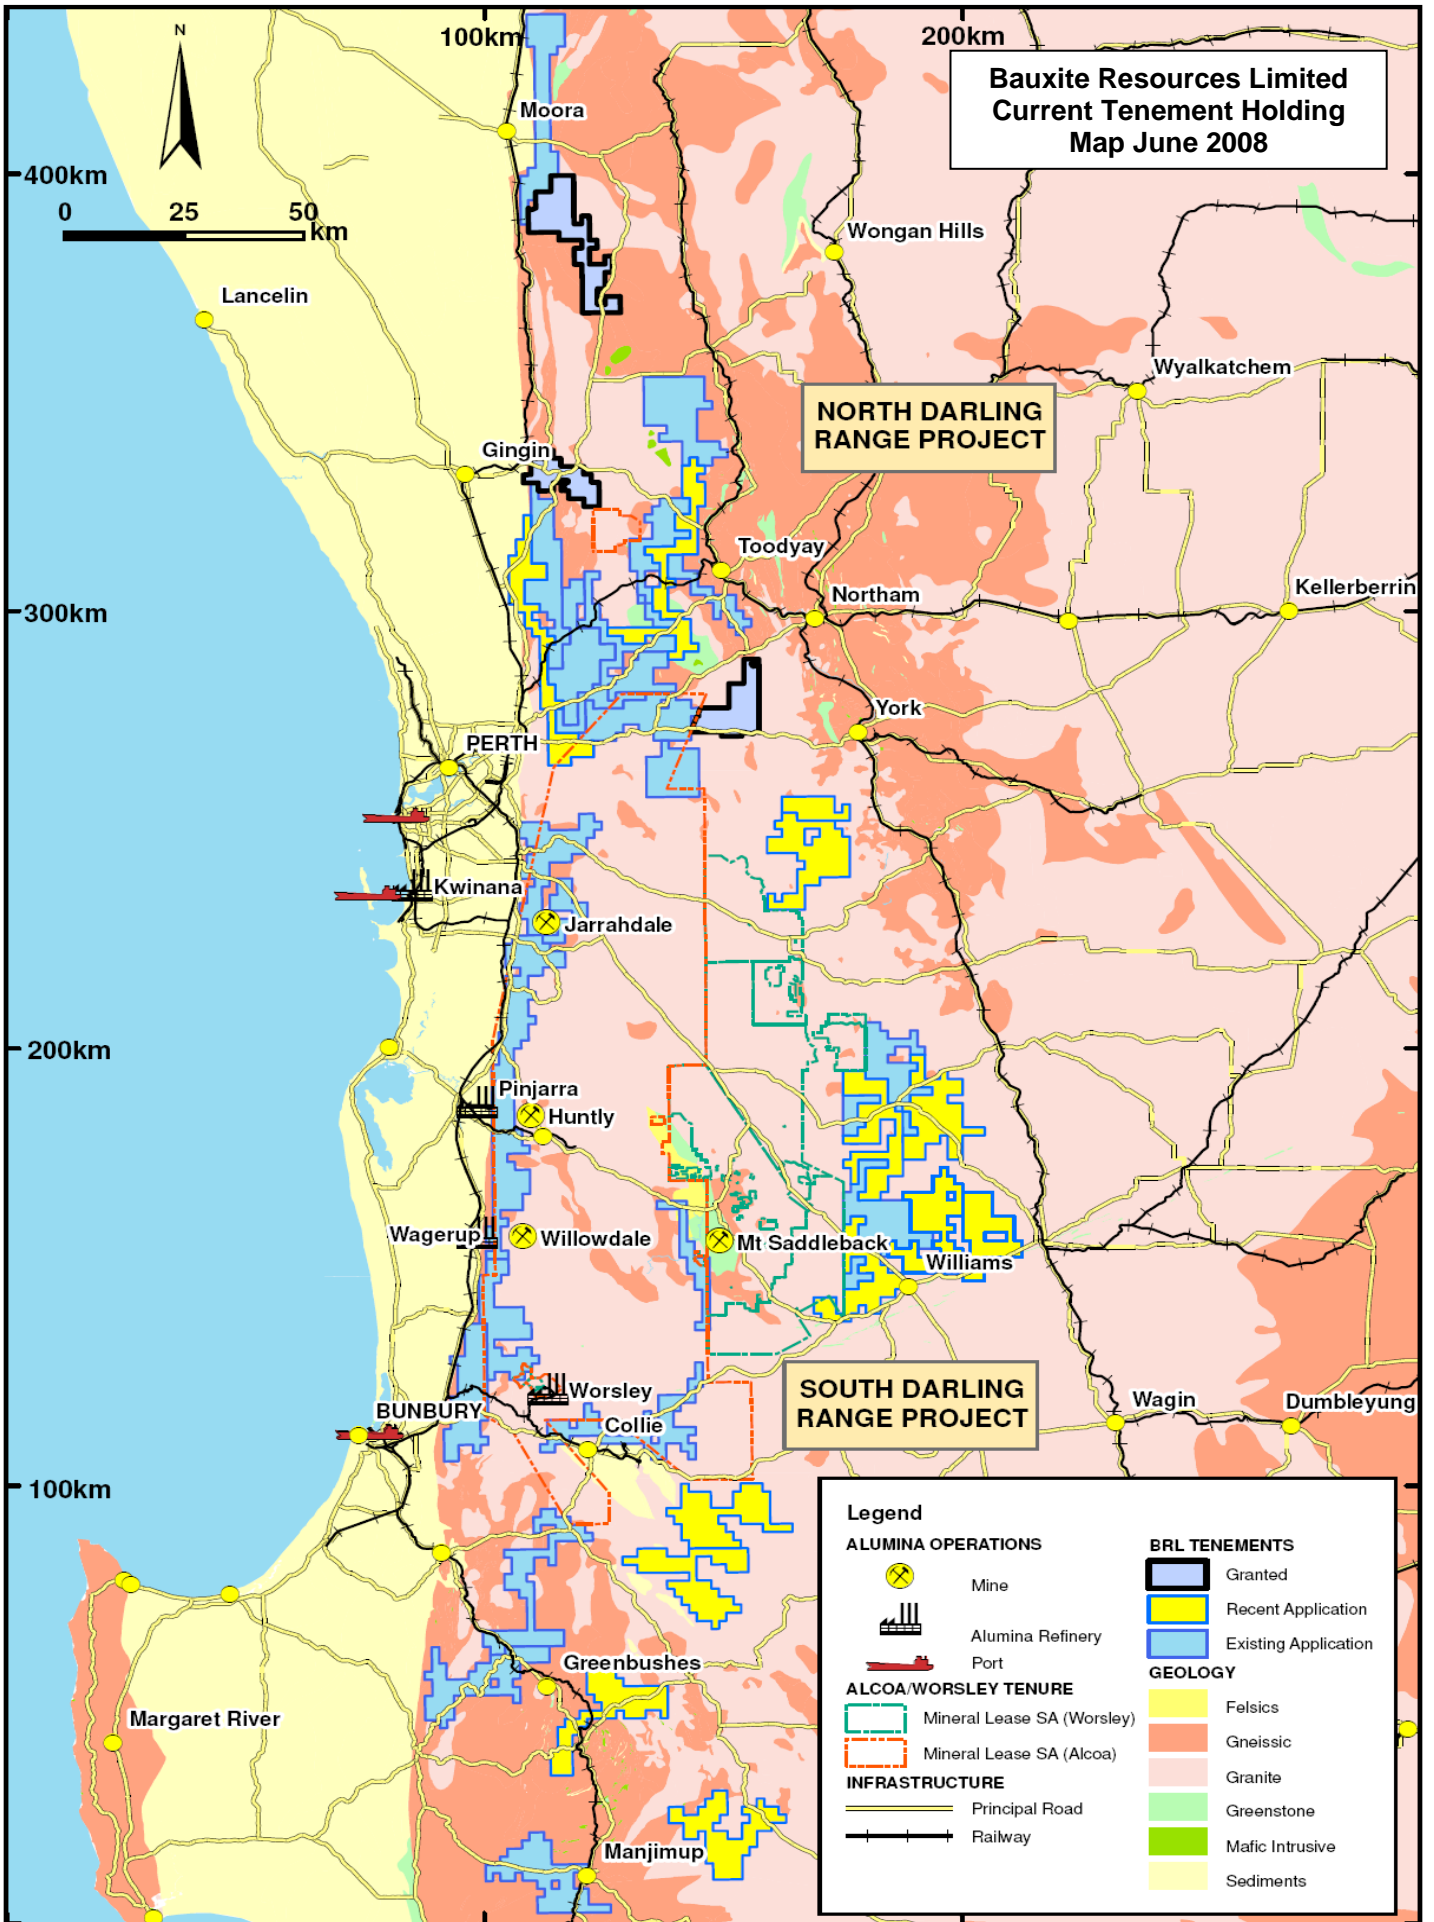 100km
200km
N
Bauxite Resources Limited
Current Tenement Holding
Map June 2008
Moora
400km
0 25 50
km
Wongan Hills
Lancelin
Wyalkatchem
NORTH DARLING
RANGE PROJECT
Gingin
Toodyay
Kellerberrin
Northam
300km
York
PERTH
Kwinana
Jarrahdale
200km
Pinjarra
Huntly
Wagerup
Willowdale
Mt Saddleback
Williams
Worsley
SOUTH DARLING
RANGE PROJECT
BUNBURY
Wagin
Dumbleyung
Collie
100km
Greenbushes
Margaret River
Manjimup
Legend
ALUMINA OPERATIONS
Mine
Alumina Refinery
Port
ALCOA/WORSLEY TENURE
Mineral Lease SA (Worsley)
Mineral Lease SA (Alcoa)
INFRASTRUCTURE
Principal Road
Railway
BRL TENEMENTS
Granted
Recent Application
Existing Application
GEOLOGY
Felsics
Gneissic
Granite
Greenstone
Mafic Intrusive
Sediments